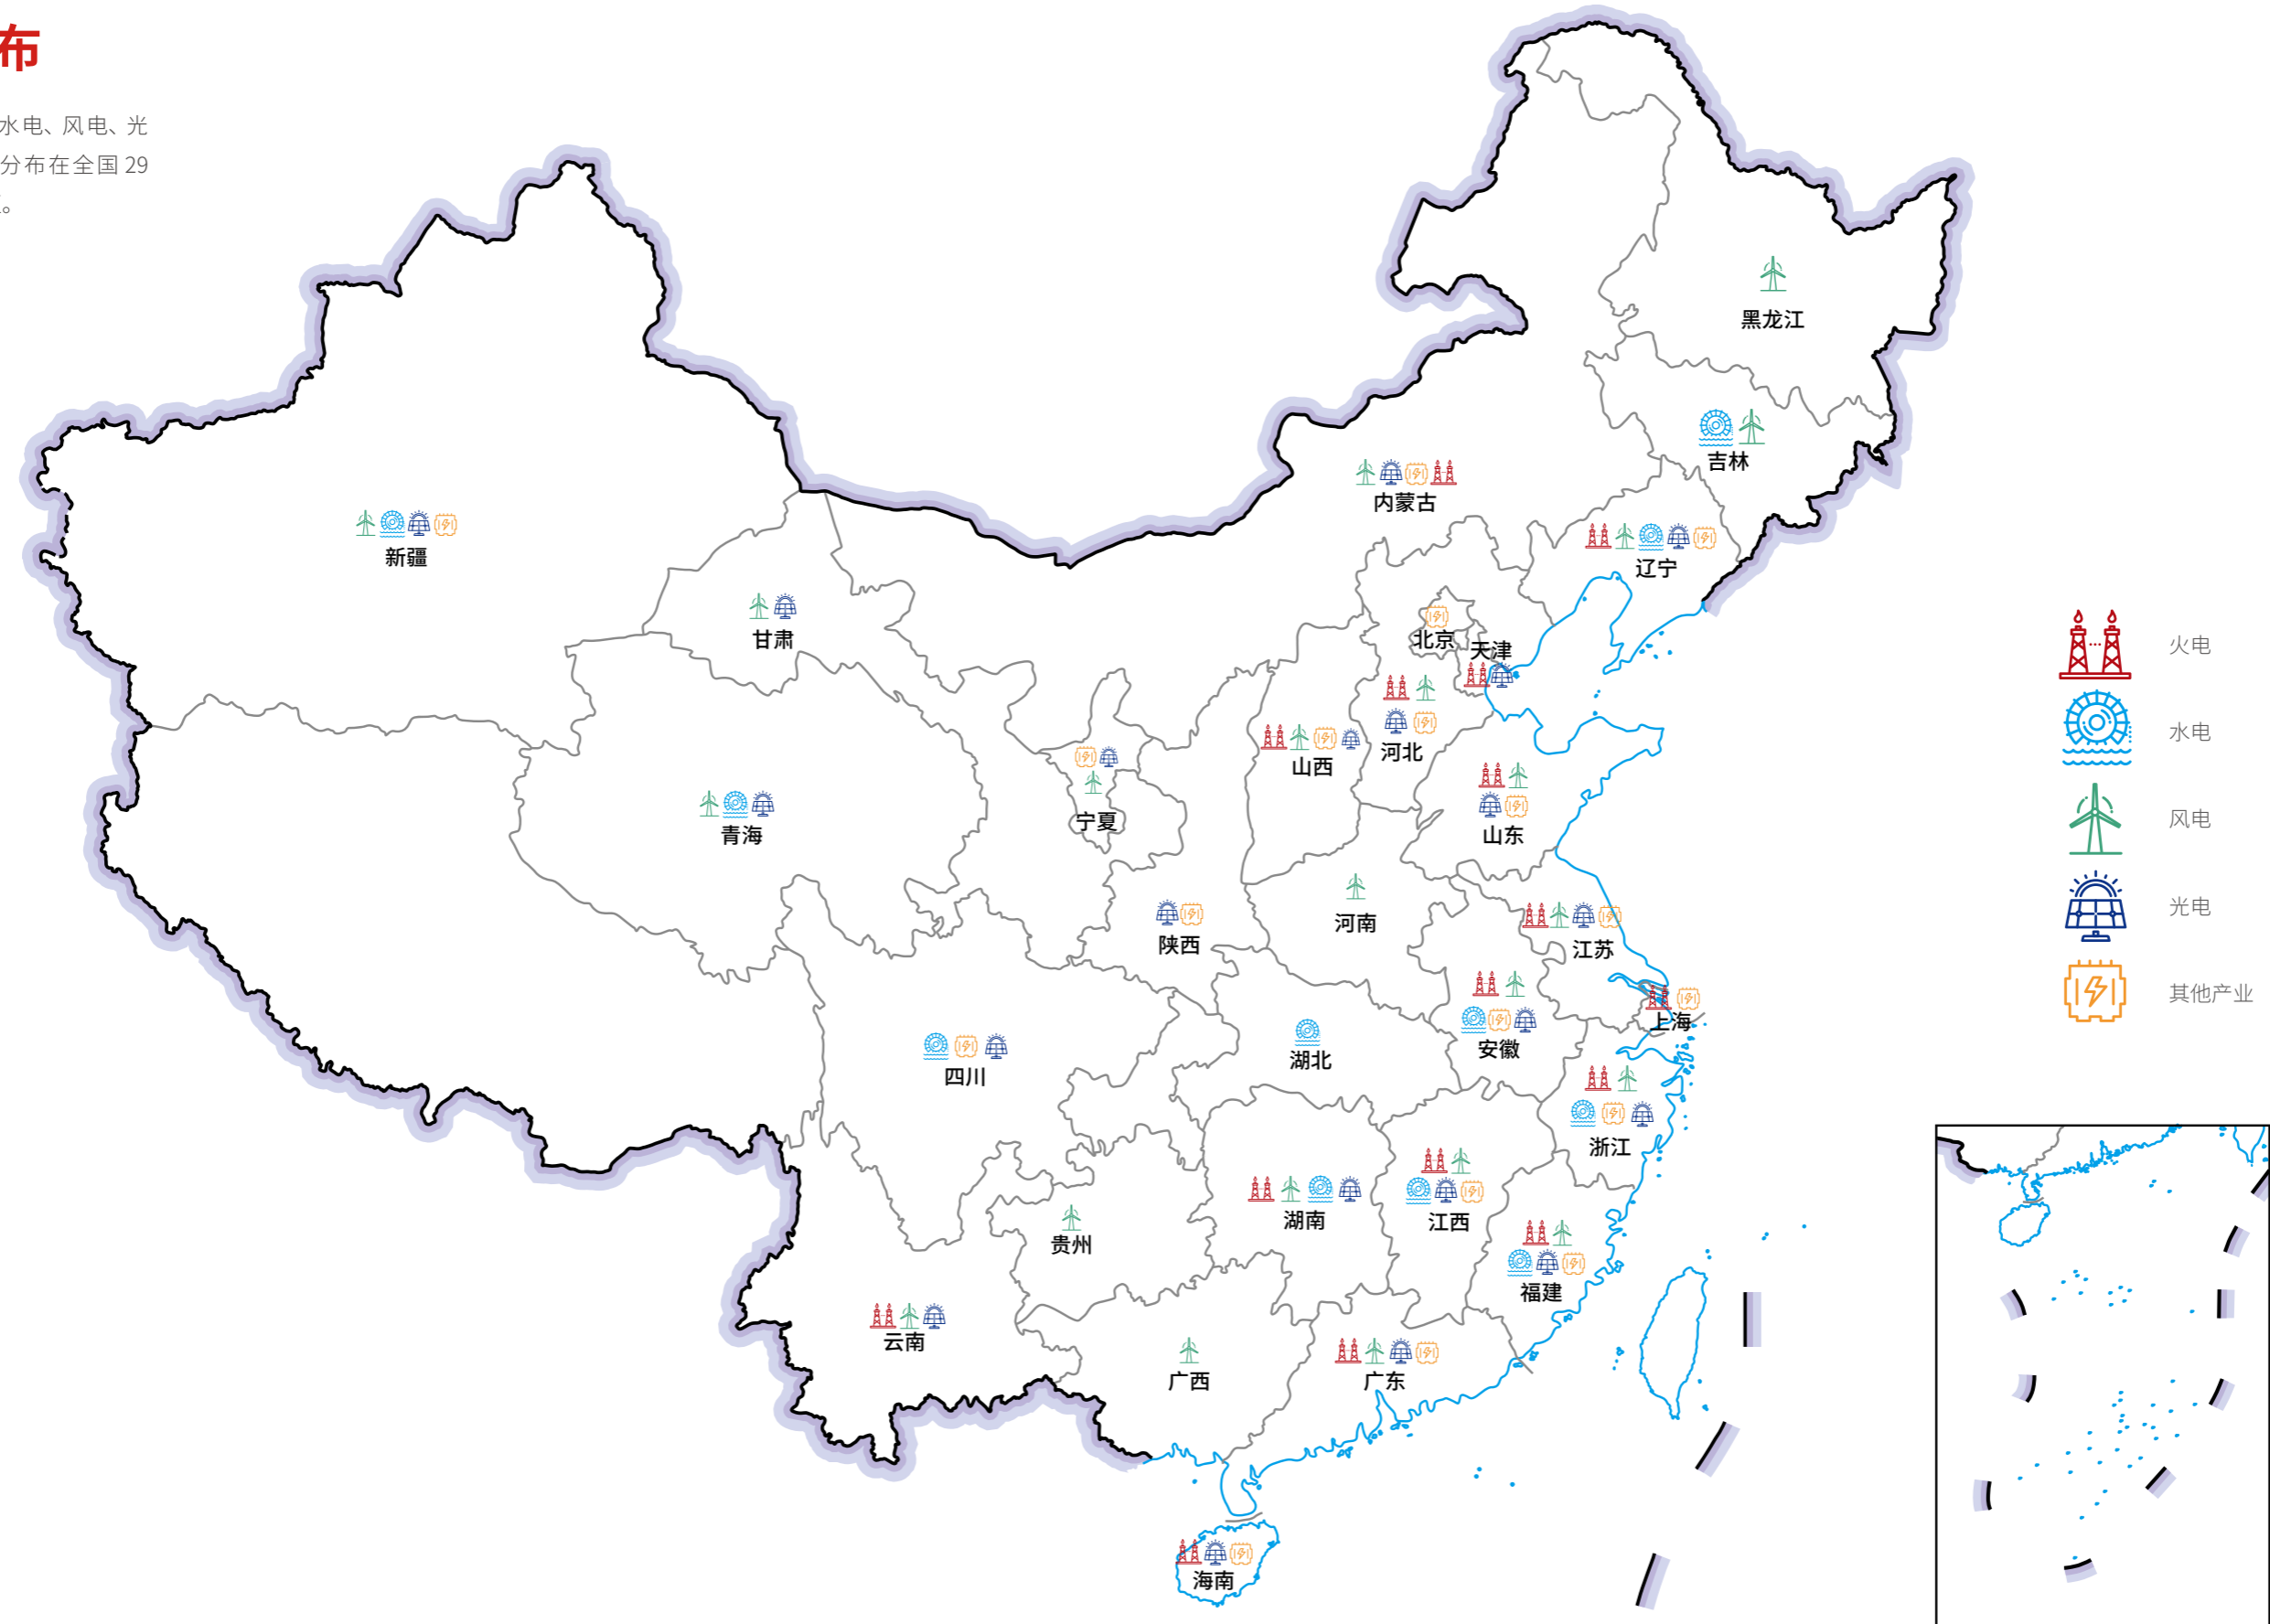 布
水电、风电、光
分布在全国 29
。
黑龙江
吉林
内蒙古
新疆
辽宁
甘肃
北京
天津
河北
山西
宁夏
青海
山东
河南
陕西
江苏
上海
安徽
湖北
四川
浙江
湖南
江西
贵州
福建
云南
广西
广东
海南
火电
水电
风电
光电
其他产业